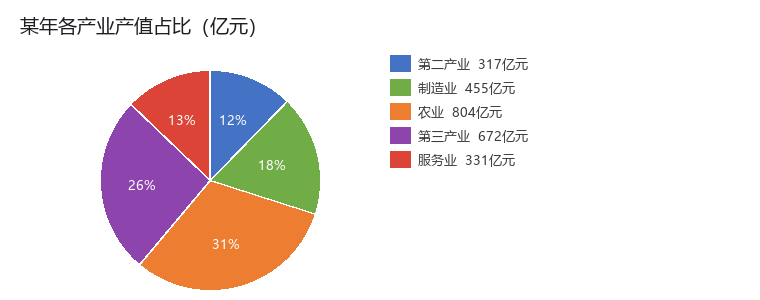 某年各产业产值占比（亿元）
第二产业 317亿元
制造业 455亿元
农业 804亿元
第三产业 672亿元
服务业 331亿元
12%
18%
31%
26%
13%